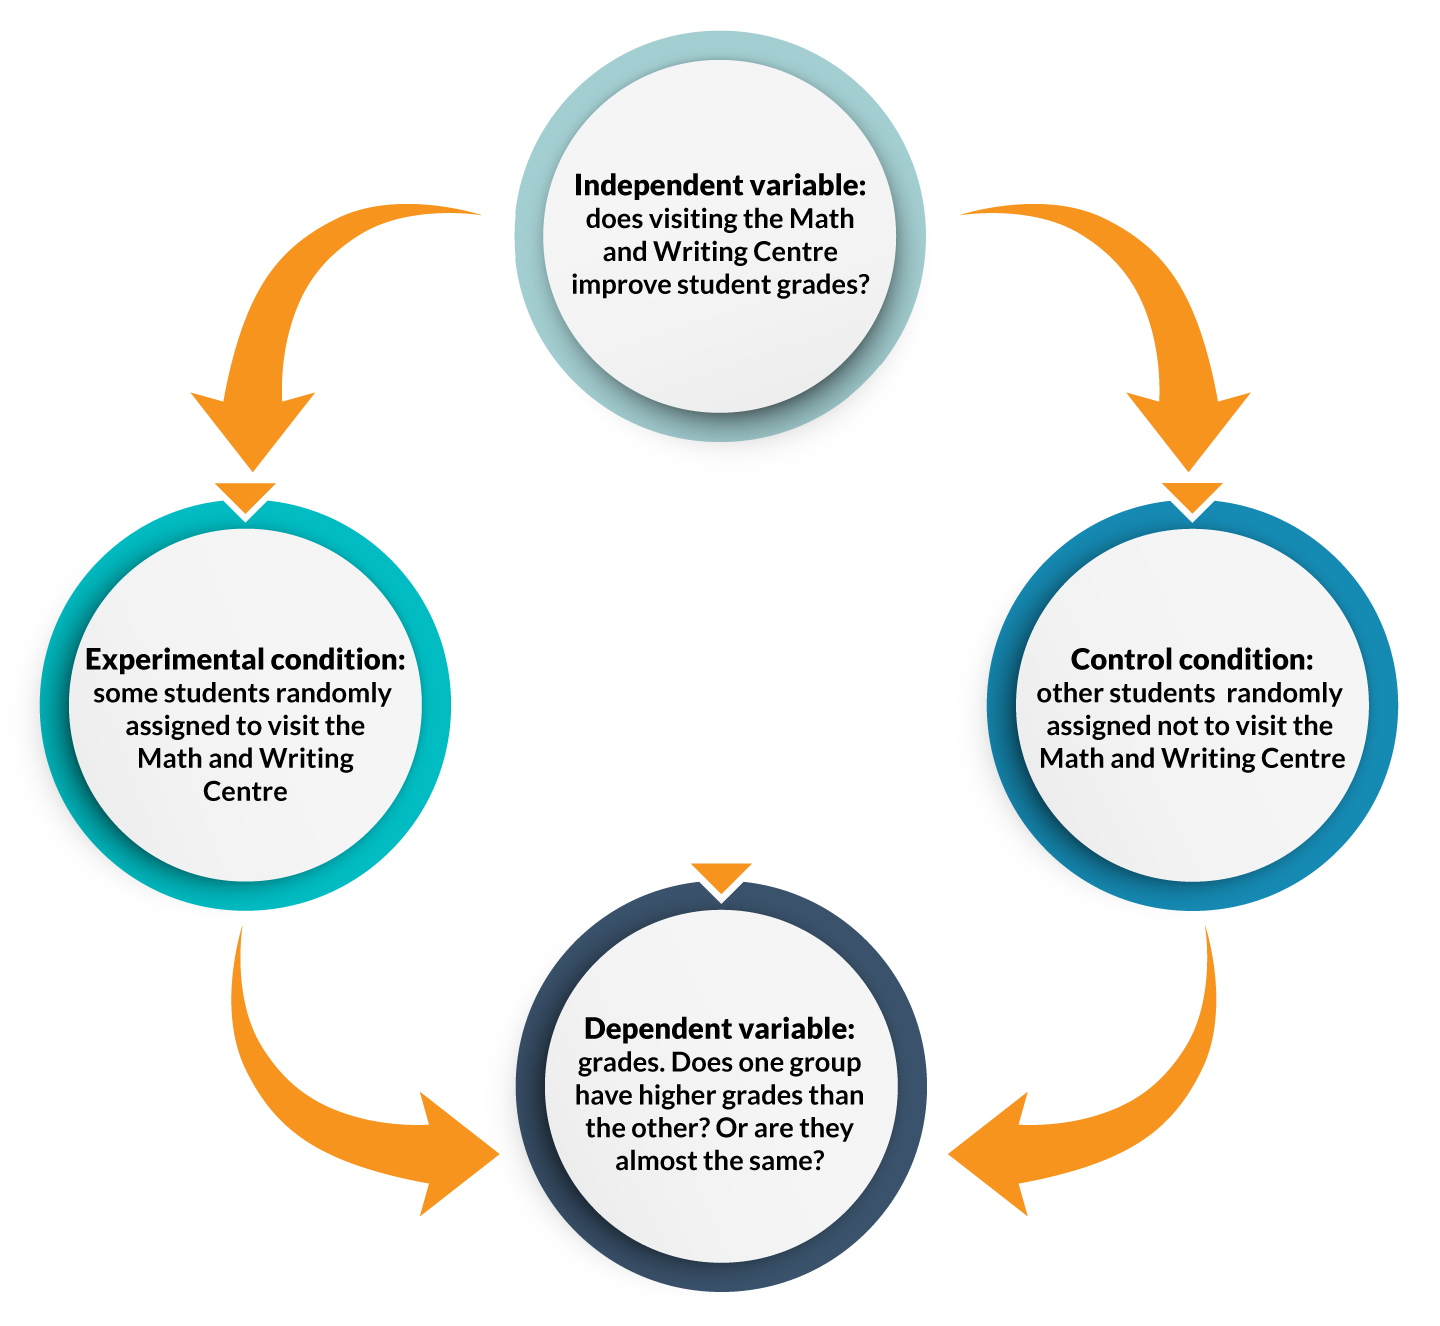 Independent variable:
does visiting the Math
and Writing Centre
improve student grades?
Experimental condition:
some students randomly
assigned to visit the
Math and Writing
Centre
Control condition:
other students randomly
assigned not to visit the
Math and Writing Centre
Dependent variable:
grades. Does one group
have higher grades than
the other? Or are they
almost the same?